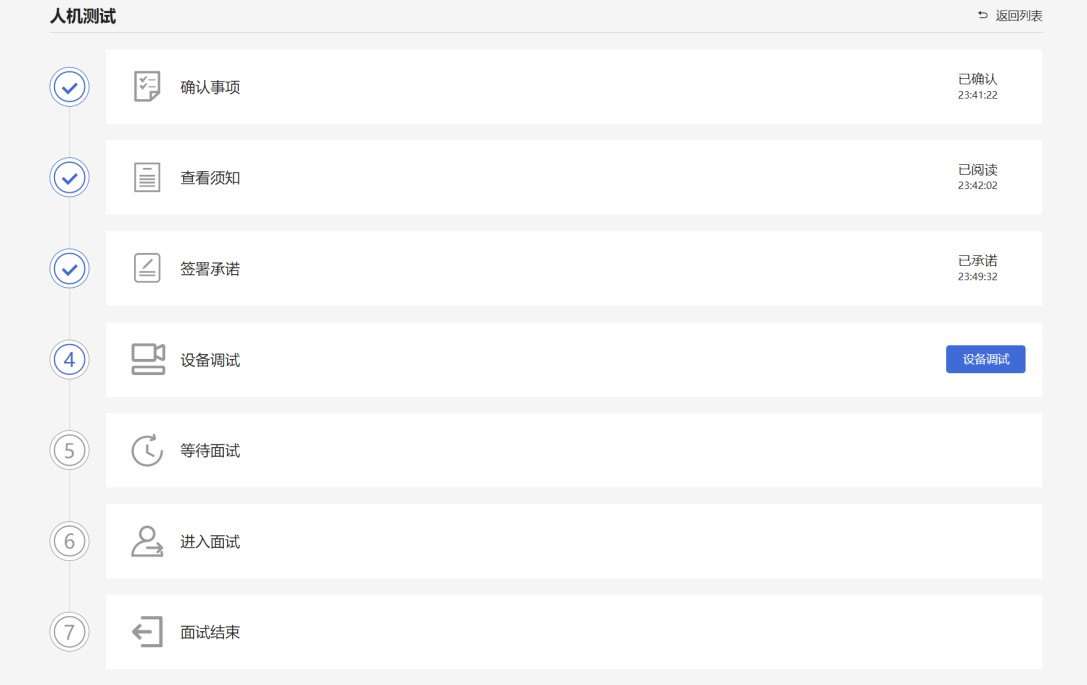 人机测试
返回列表
确认事项
已确认
23:41:22
查看须知
已阅读
23:42:02
签署承诺
已承诺
23:49:32
4
设备调试
设备调试
5
等待面试
6
进入面试
7
面试结束